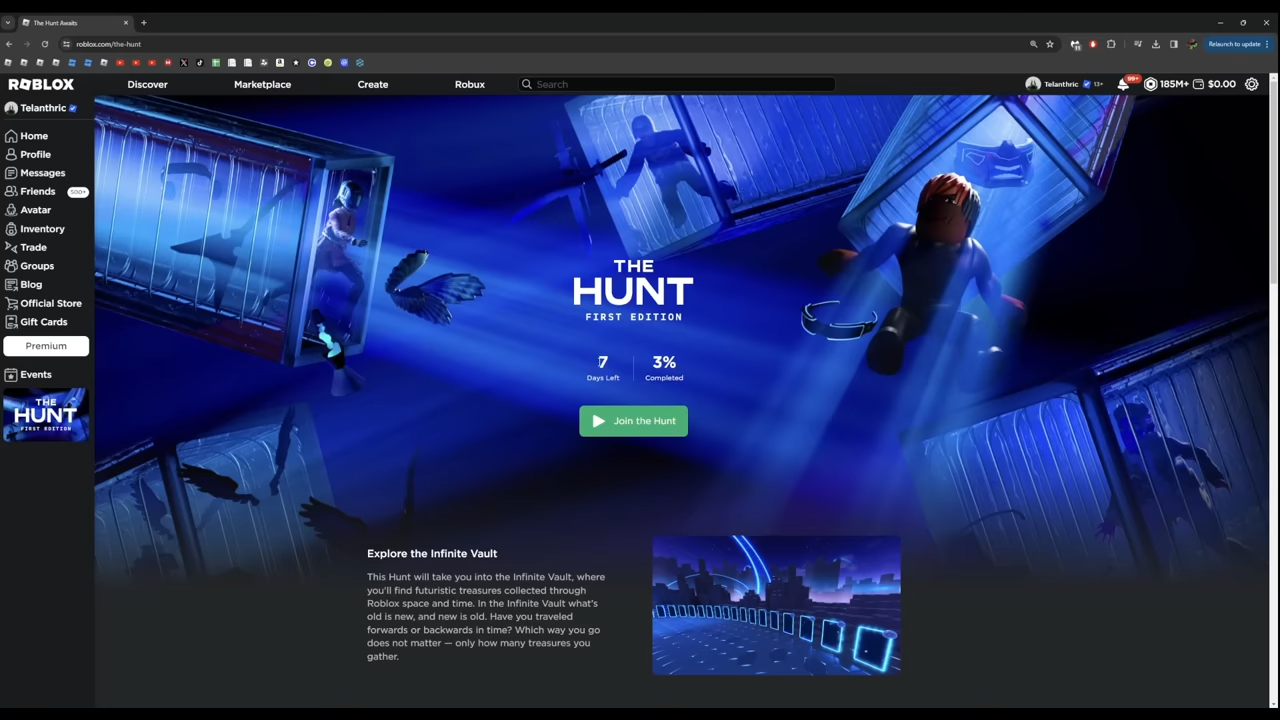 The Hunt Awaits
roblox.com/the-hunt
Relaunch to update
ROBLOX
Discover
Marketplace
Create
Robux
Search
Telanthric
13+
99+
185M+
$0.00
Telanthric
Home
Profile
Messages
Friends
500+
Avatar
Inventory
Trade
Groups
Blog
Official Store
Gift Cards
Premium
Events
THE
HUNT
FIRST EDITION
THE
HUNT
FIRST EDITION
7
Days Left
3%
Completed
Join the Hunt
Explore the Infinite Vault
This Hunt will take you into the Infinite Vault, where
you'll find futuristic treasures collected through
Roblox space and time. In the Infinite Vault what's
old is new, and new is old. Have you traveled
forwards or backwards in time? Which way you go
does not matter — only how many treasures you
gather.